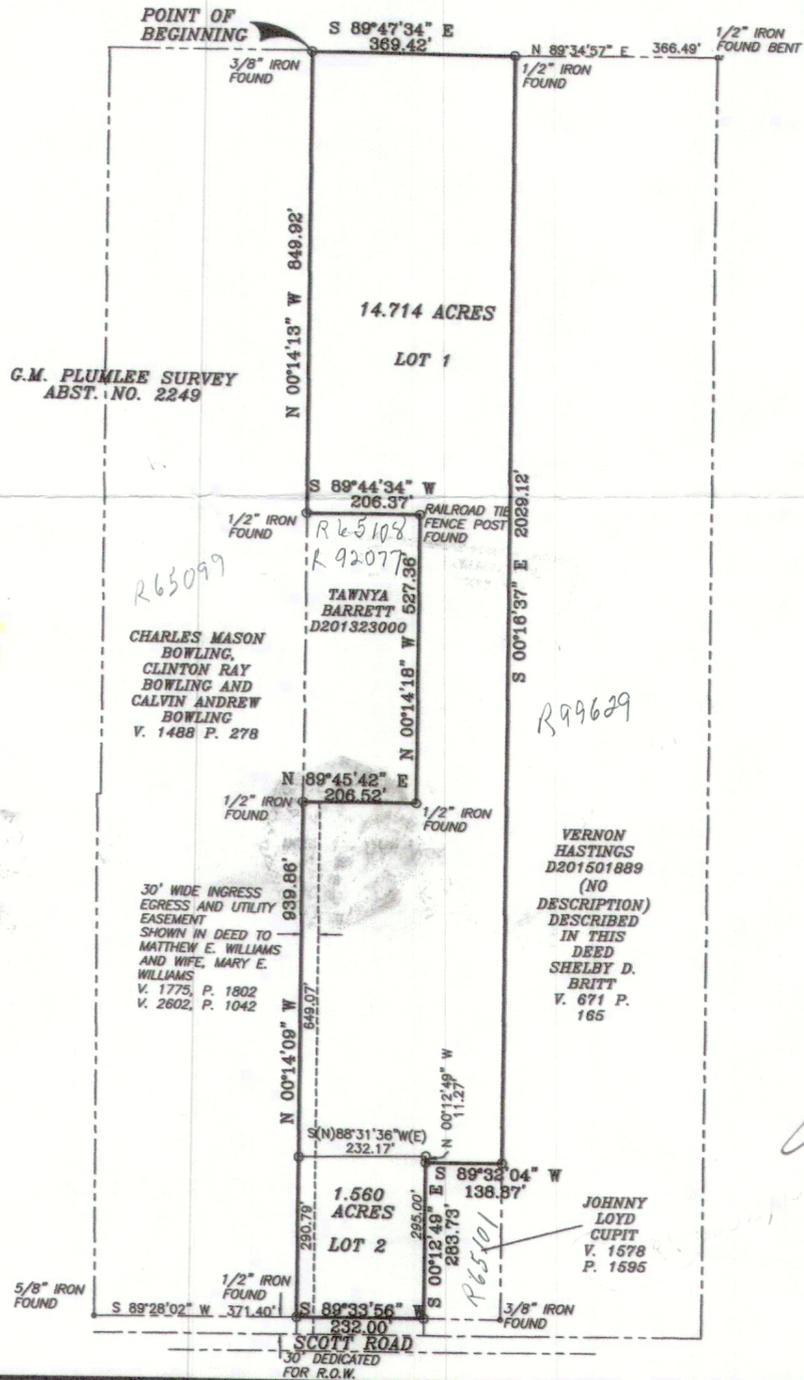 POINT OF
BEGINNING
S 89°47'34" E
369.42'
N 89°34'57" E 366.49'
1/2" IRON
FOUND BENT
3/8" IRON
FOUND
1/2" IRON
FOUND
N 00°14'13" W 849.92'
14.714 ACRES
LOT 1
G.M. PLUMLEE SURVEY
ABST. NO. 2249
S 89°44'34" W
206.37'
1/2" IRON
FOUND
RAILROAD TIE
FENCE POST
FOUND
R65108
R92077
R65099
TAWNYA
BARRETT
D201323000
N 00°14'18" W 527.36'
S 00°16'37" E 2029.12'
CHARLES MASON
BOWLING,
CLINTON RAY
BOWLING AND
CALVIN ANDREW
BOWLING
V. 1488 P. 278
R99629
N 89°45'42" E
206.52'
1/2" IRON
FOUND
1/2" IRON
FOUND
VERNON
HASTINGS
D201501889
(NO
DESCRIPTION)
DESCRIBED
IN THIS
DEED
SHELBY D.
BRITT
V. 671 P.
165
30' WIDE INGRESS
EGRESS AND UTILITY
EASEMENT
SHOWN IN DEED TO
MATTHEW E. WILLIAMS
AND WIFE, MARY E.
WILLIAMS
V. 1775, P. 1802
V. 2602, P. 1042
N 00°14'09" W 939.86'
649.07'
N 00°12'49" W
11.27'
S(N)88°31'36"W(E)
232.17'
S 89°32'04" W
138.87'
1.560
ACRES
LOT 2
290.79'
295.00'
S 00°12'49" E
283.73'
R65101
JOHNNY
LOYD
CUPIT
V. 1578
P. 1595
5/8" IRON
FOUND
1/2" IRON
FOUND
S 89°28'02" W 371.40'
S 89°33'56" W
232.00'
3/8" IRON
FOUND
SCOTT ROAD
30' DEDICATED
FOR R.O.W.